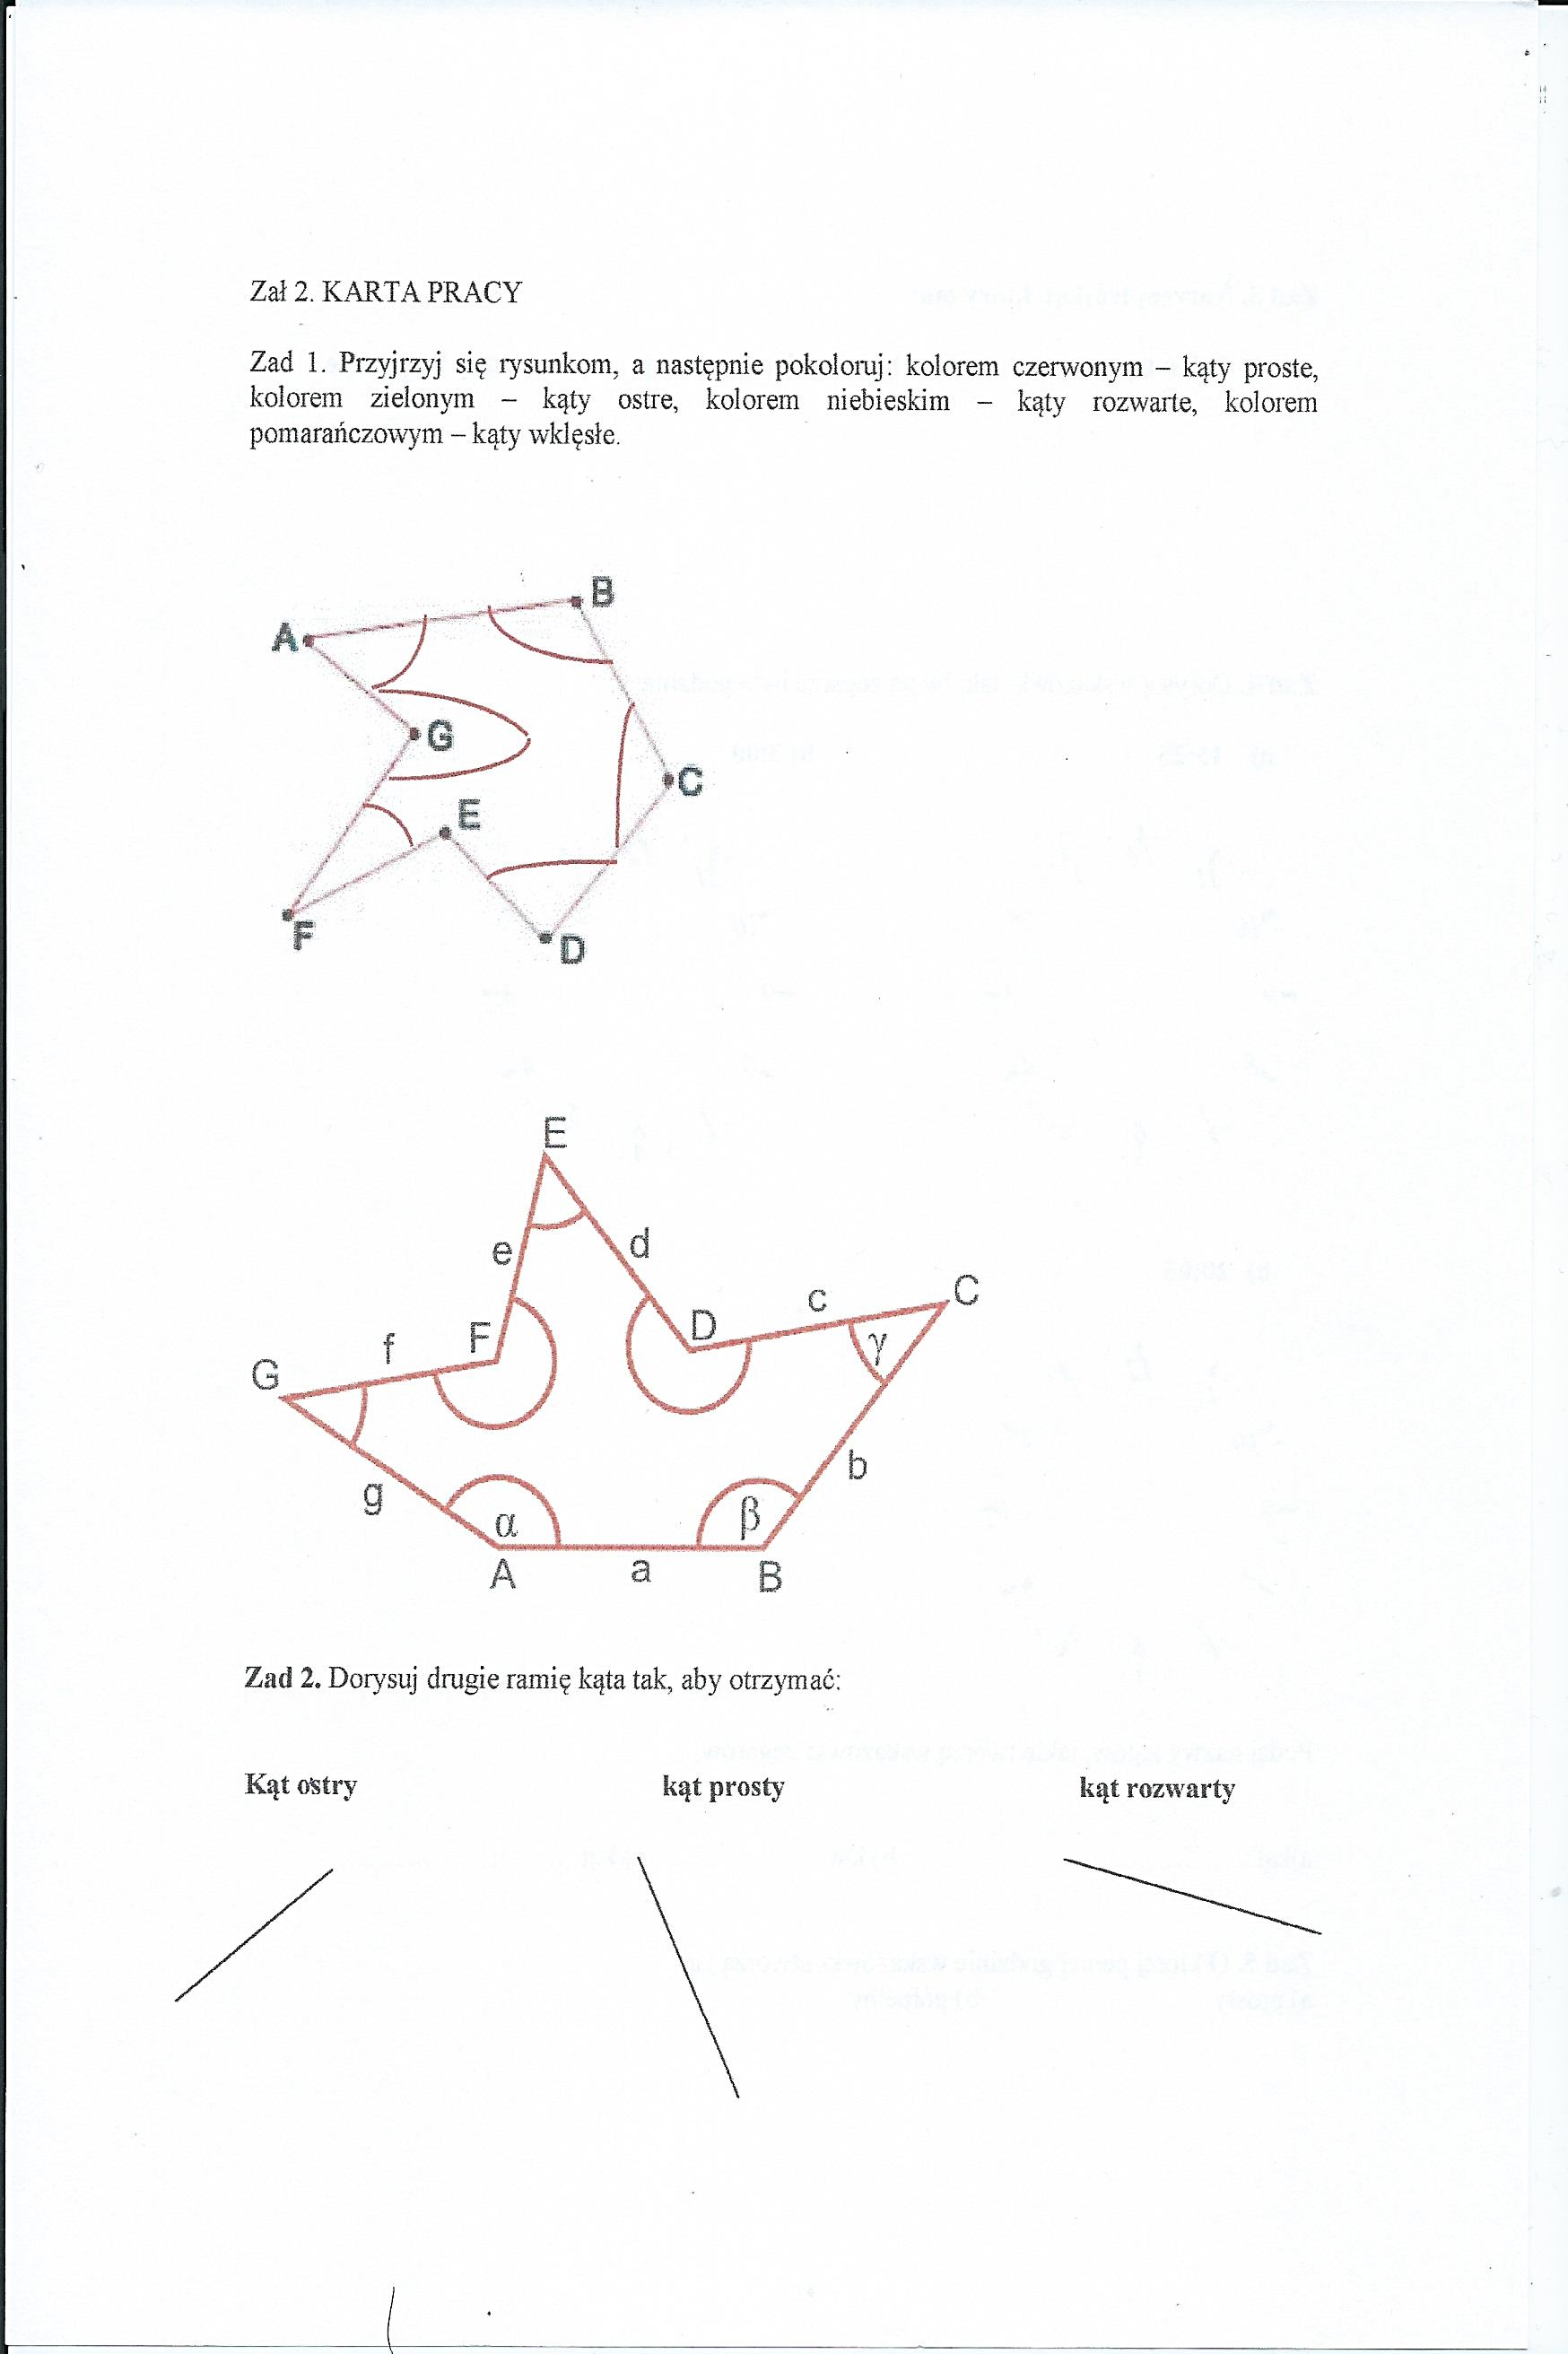 Zał 2. KARTA PRACY
Zad 1. Przyjrzyj się rysunkom, a następnie pokoloruj: kolorem czerwonym – kąty proste,
kolorem zielonym – kąty ostre, kolorem niebieskim – kąty rozwarte, kolorem
pomarańczowym – kąty wklęsłe.
B
A
G
C
E
F
D
E
e
d
C
c
D
F
f
γ
G
b
g
β
α
A
a
B
Zad 2. Dorysuj drugie ramię kąta tak, aby otrzymać:
Kąt ostry kąt prosty kąt rozwarty